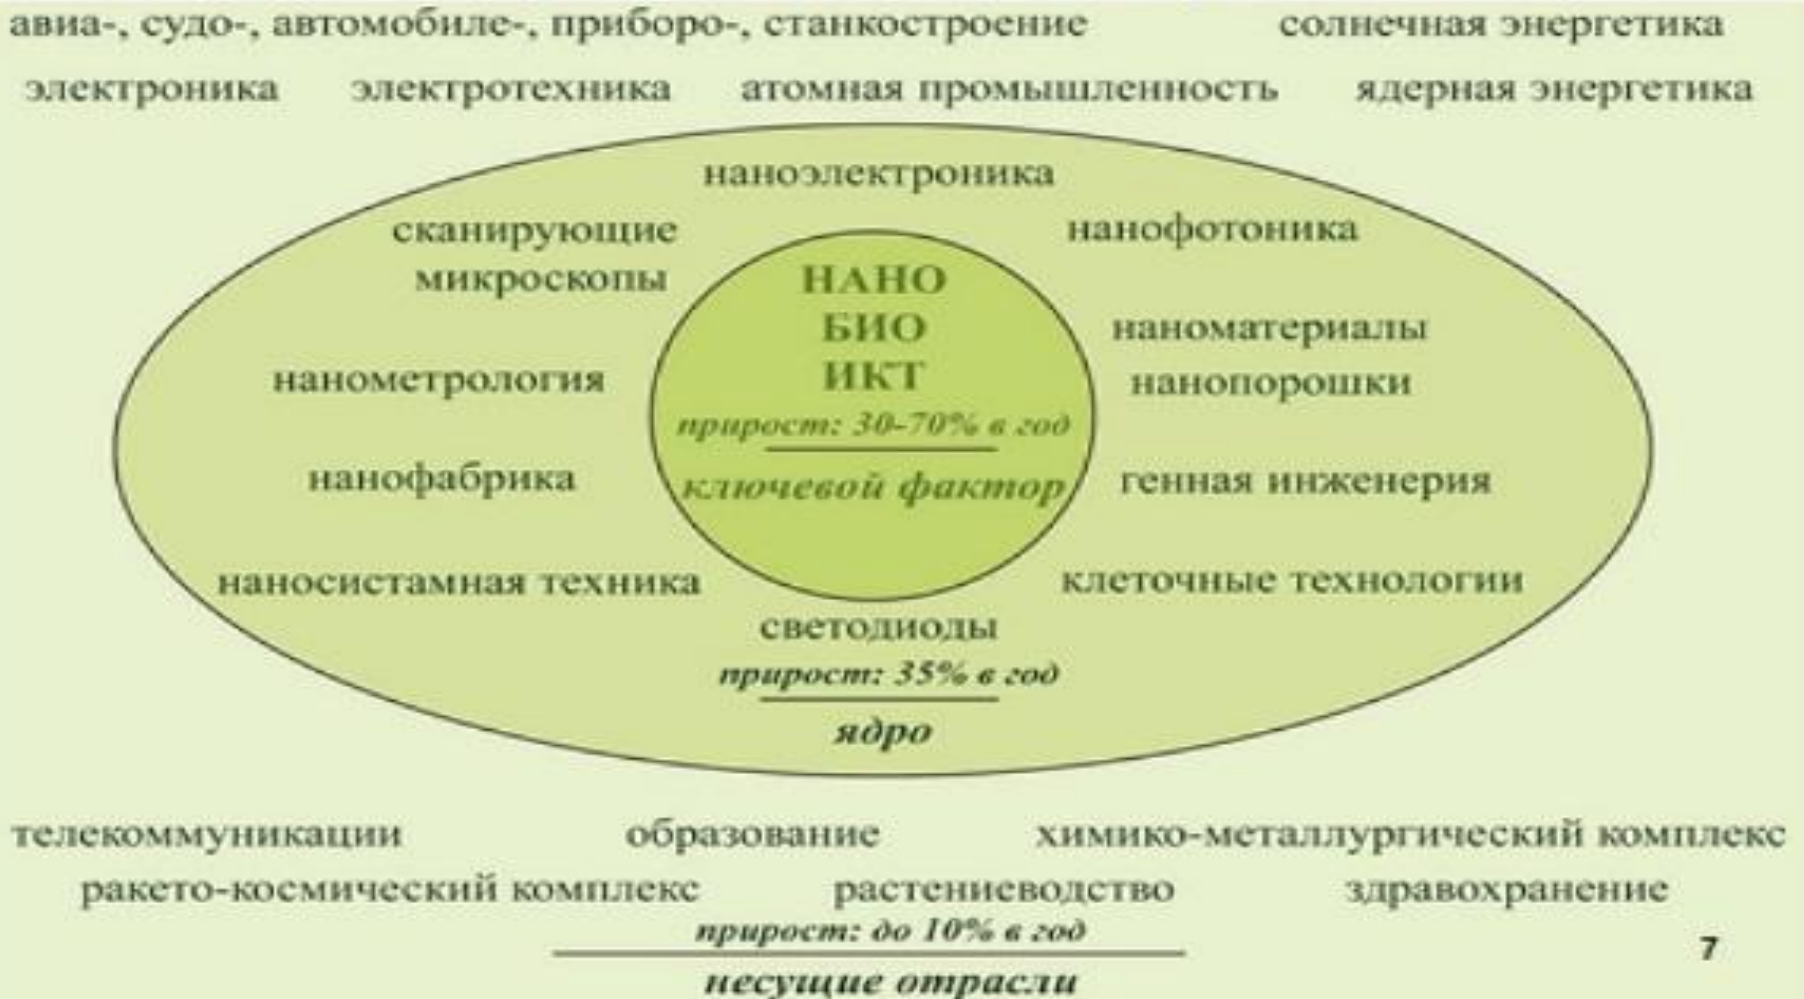 авиа-, судо-, автомобиле-, приборо-, станкостроение солнечная энергетика
электроника электротехника атомная промышленность ядерная энергетика
наноэлектроника
сканирующие
микроскопы
нанофотоника
НАНО
БИО
ИКТ
прирост: 30-70% в год
ключевой фактор
наноматериалы
нанометрология
нанопорошки
нанофабрика
генная инженерия
наносистамная техника
клеточные технологии
светодиоды
прирост: 35% в год
ядро
телекоммуникации образование химико-металлургический комплекс
ракето-космический комплекс растениеводство здравохранение
прирост: до 10% в год
несущие отрасли
7